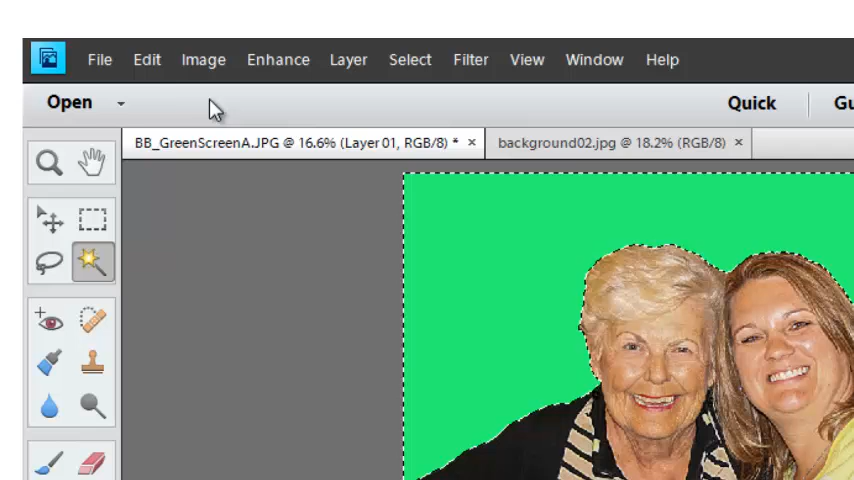 File Edit Image Enhance Layer Select Filter View Window Help
Open Quick Gu
BB_GreenScreenA.JPG @ 16.6% (Layer 01, RGB/8) * × background02.jpg @ 18.2% (RGB/8) ×